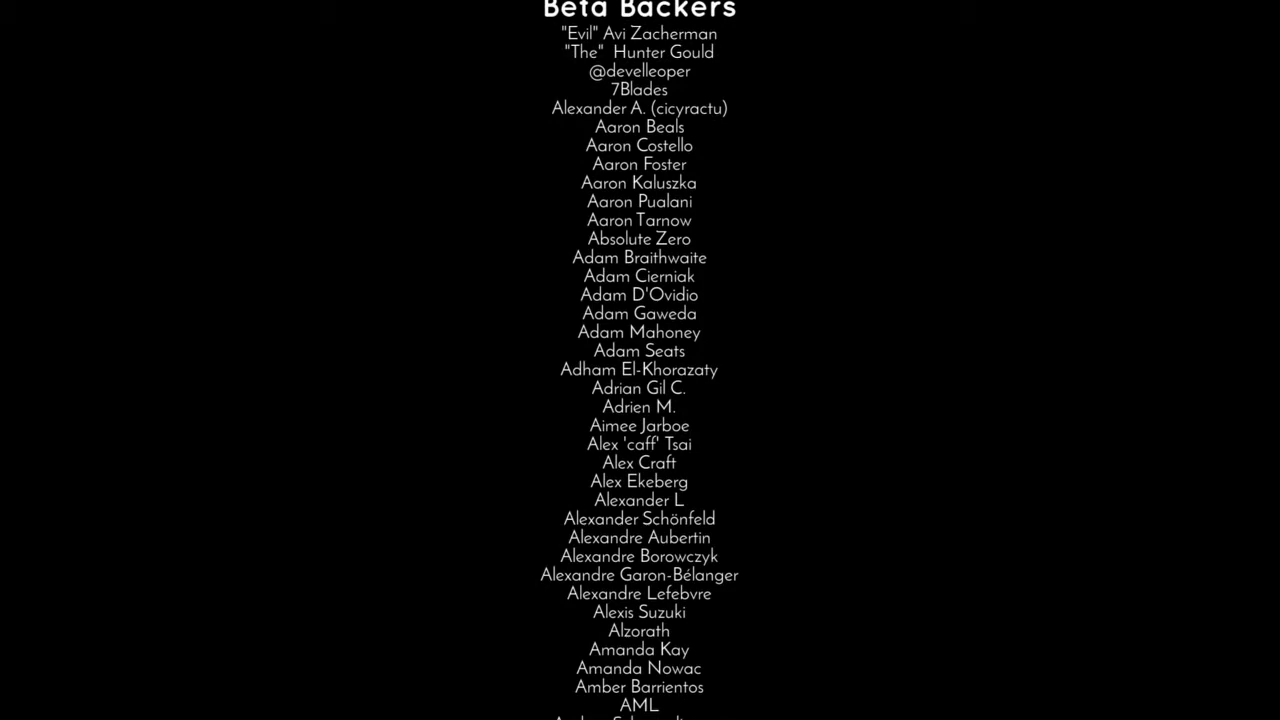 Beta Backers
"Evil" Avi Zacherman
"The"  Hunter Gould
@develleoper
7Blades
Alexander A. (cicyractu)
Aaron Beals
Aaron Costello
Aaron Foster
Aaron Kaluszka
Aaron Pualani
Aaron Tarnow
Absolute Zero
Adam Braithwaite
Adam Cierniak
Adam D'Ovidio
Adam Gaweda
Adam Mahoney
Adam Seats
Adham El-Khorazaty
Adrian Gil C.
Adrien M.
Aimee Jarboe
Alex 'caff' Tsai
Alex Craft
Alex Ekeberg
Alexander L
Alexander Schönfeld
Alexandre Aubertin
Alexandre Borowczyk
Alexandre Garon-Bélanger
Alexandre Lefebvre
Alexis Suzuki
Alzorath
Amanda Kay
Amanda Nowac
Amber Barrientos
AML